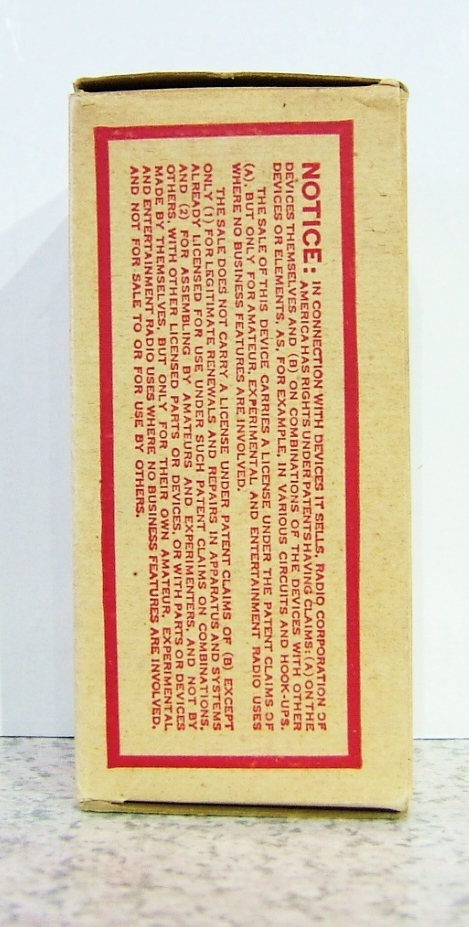 NOTICE: IN CONNECTION WITH DEVICES IT SELLS, RADIO CORPORATION OF
AMERICA HAS RIGHTS UNDER PATENTS HAVING CLAIMS: (A) ON THE
DEVICES THEMSELVES AND (B) ON COMBINATIONS OF THE DEVICES WITH OTHER
DEVICES OR ELEMENTS, AS, FOR EXAMPLE, IN VARIOUS CIRCUITS AND HOOK-UPS.
THE SALE OF THIS DEVICE CARRIES A LICENSE UNDER THE PATENT CLAIMS OF
(A), BUT ONLY FOR AMATEUR, EXPERIMENTAL AND ENTERTAINMENT RADIO USES
WHERE NO BUSINESS FEATURES ARE INVOLVED.
THE SALE DOES NOT CARRY A LICENSE UNDER PATENT CLAIMS OF (B) EXCEPT
ONLY (1) FOR LEGITIMATE RENEWALS AND REPAIRS IN APPARATUS AND SYSTEMS
ALREADY LICENSED FOR USE UNDER SUCH PATENT CLAIMS ON COMBINATIONS,
AND (2) FOR ASSEMBLING BY AMATEURS AND EXPERIMENTERS, AND NOT BY
OTHERS, WITH OTHER LICENSED PARTS OR DEVICES, OR WITH PARTS OR DEVICES
MADE BY THEMSELVES, BUT ONLY FOR THEIR OWN AMATEUR, EXPERIMENTAL
AND ENTERTAINMENT RADIO USES WHERE NO BUSINESS FEATURES ARE INVOLVED,
AND NOT FOR SALE TO OR FOR USE BY OTHERS.